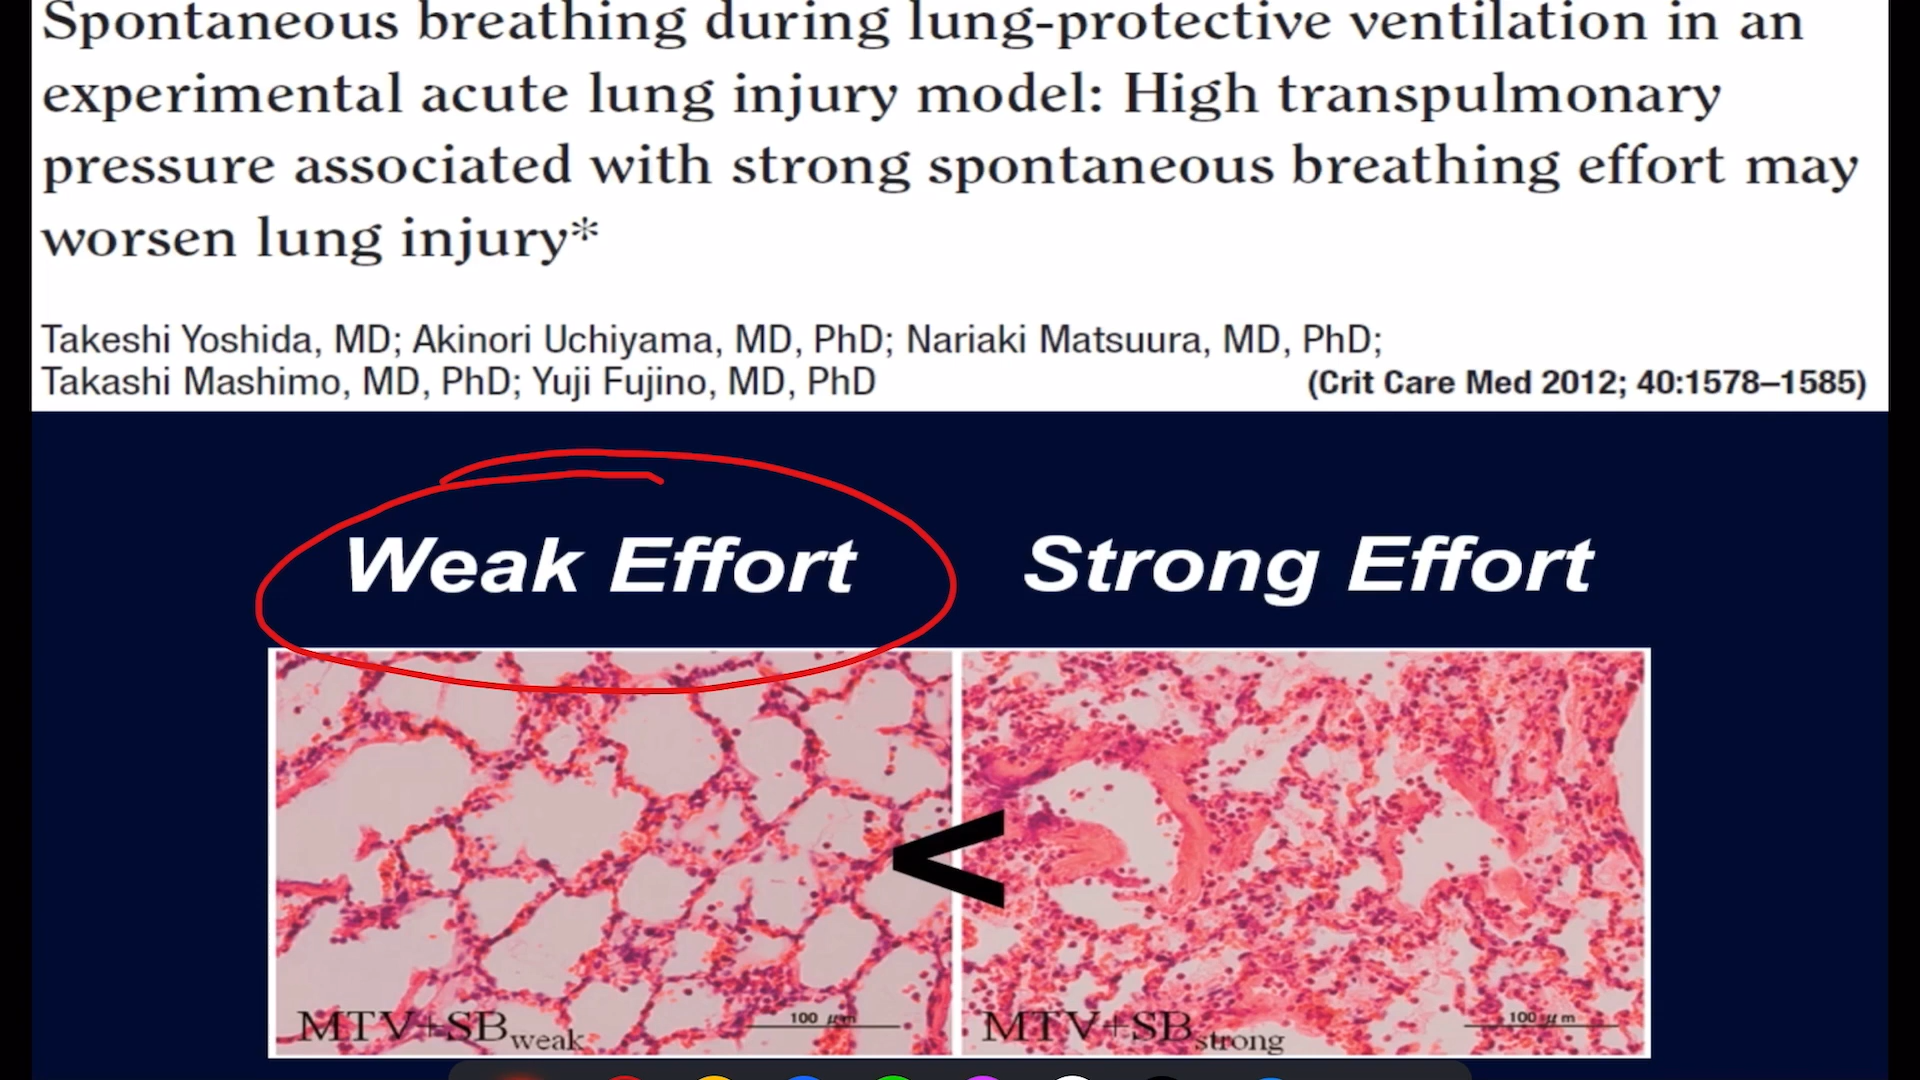 Spontaneous breathing during lung-protective ventilation in an
experimental acute lung injury model: High transpulmonary
pressure associated with strong spontaneous breathing effort may
worsen lung injury*
Takeshi Yoshida, MD; Akinori Uchiyama, MD, PhD; Nariaki Matsuura, MD, PhD;
Takashi Mashimo, MD, PhD; Yuji Fujino, MD, PhD
(Crit Care Med 2012; 40:1578–1585)
Weak Effort
Strong Effort
<
MTV+SBweak
100 μm
MTV+SBstrong
100 μm